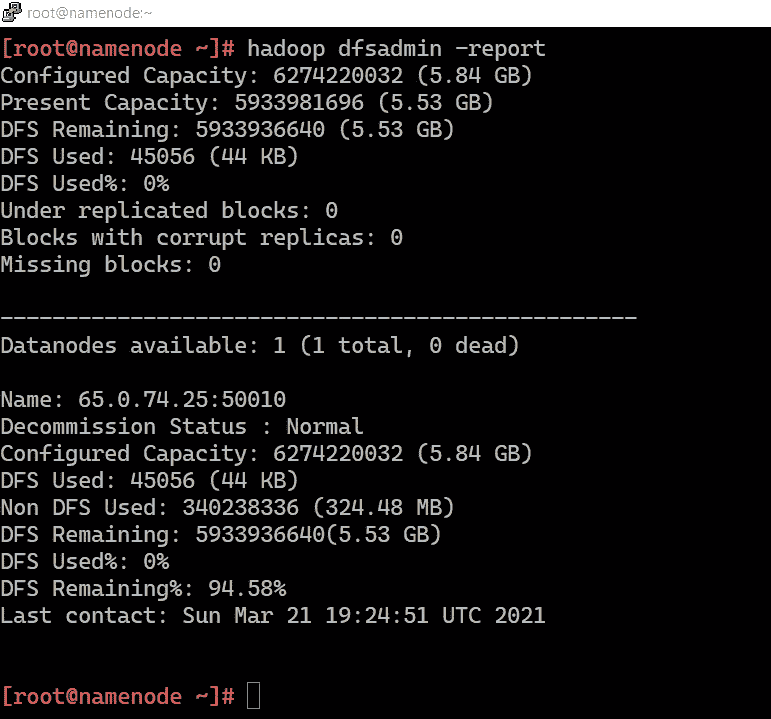 root@namenode:~
[root@namenode ~]# hadoop dfsadmin -report
Configured Capacity: 6274220032 (5.84 GB)
Present Capacity: 5933981696 (5.53 GB)
DFS Remaining: 5933936640 (5.53 GB)
DFS Used: 45056 (44 KB)
DFS Used%: 0%
Under replicated blocks: 0
Blocks with corrupt replicas: 0
Missing blocks: 0
-------------------------------------------------
Datanodes available: 1 (1 total, 0 dead)
Name: 65.0.74.25:50010
Decommission Status : Normal
Configured Capacity: 6274220032 (5.84 GB)
DFS Used: 45056 (44 KB)
Non DFS Used: 340238336 (324.48 MB)
DFS Remaining: 5933936640(5.53 GB)
DFS Used%: 0%
DFS Remaining%: 94.58%
Last contact: Sun Mar 21 19:24:51 UTC 2021
[root@namenode ~]#